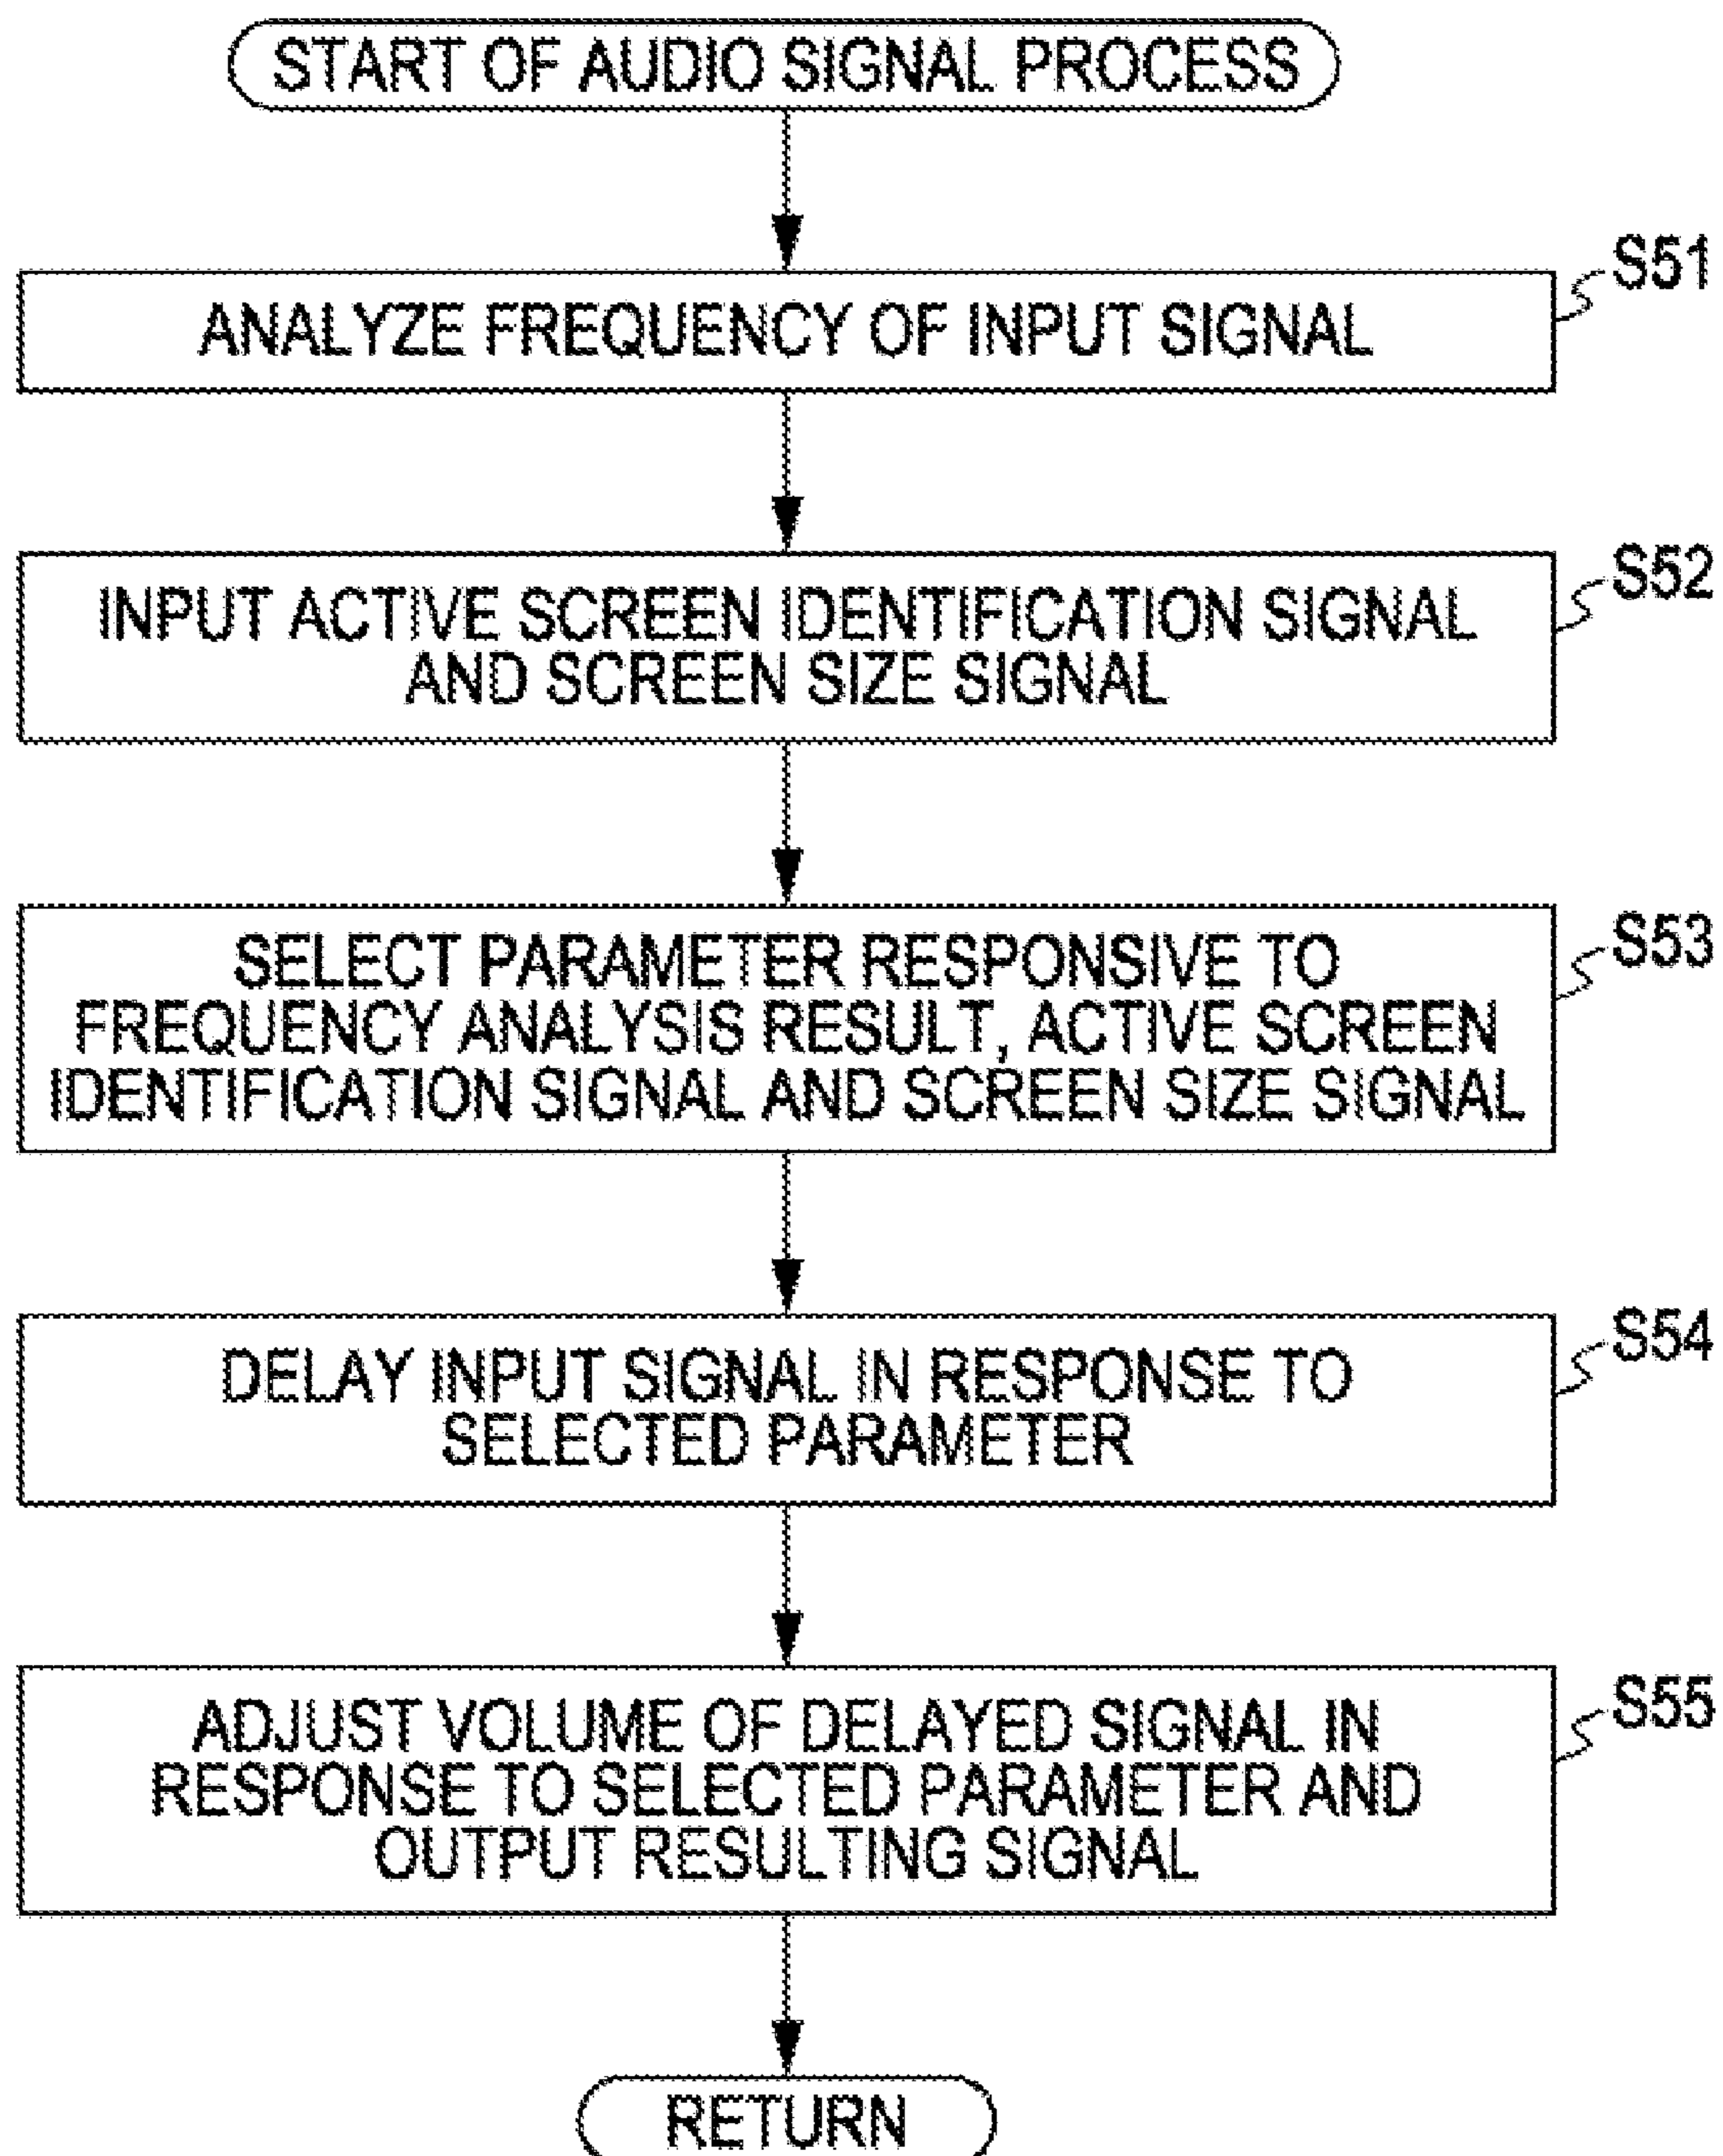 START OF AUDIO SIGNAL PROCESS
S51
ANALYZE FREQUENCY OF INPUT SIGNAL
S52
INPUT ACTIVE SCREEN IDENTIFICATION SIGNAL
AND SCREEN SIZE SIGNAL
S53
SELECT PARAMETER RESPONSIVE TO
FREQUENCY ANALYSIS RESULT, ACTIVE SCREEN
IDENTIFICATION SIGNAL AND SCREEN SIZE SIGNAL
S54
DELAY INPUT SIGNAL IN RESPONSE TO
SELECTED PARAMETER
S55
ADJUST VOLUME OF DELAYED SIGNAL IN
RESPONSE TO SELECTED PARAMETER AND
OUTPUT RESULTING SIGNAL
RETURN